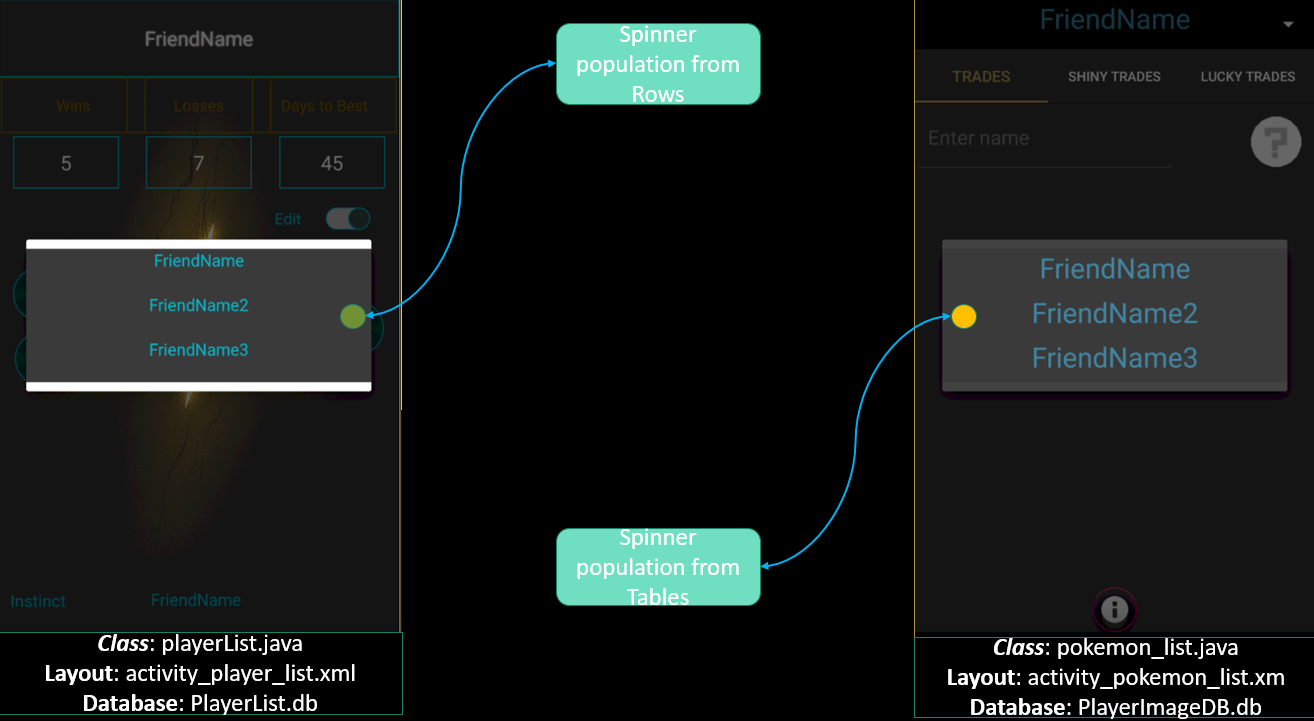 FriendName
Wins Losses Days to Best
5 7 45
Edit
FriendName
FriendName2
FriendName3
Instinct FriendName
Class: playerList.java
Layout: activity_player_list.xml
Database: PlayerList.db
Spinner
population from
Rows
Spinner
population from
Tables
FriendName
TRADES SHINY TRADES LUCKY TRADES
Enter name
?
FriendName
FriendName2
FriendName3
Class: pokemon_list.java
Layout: activity_pokemon_list.xm
Database: PlayerImageDB.db